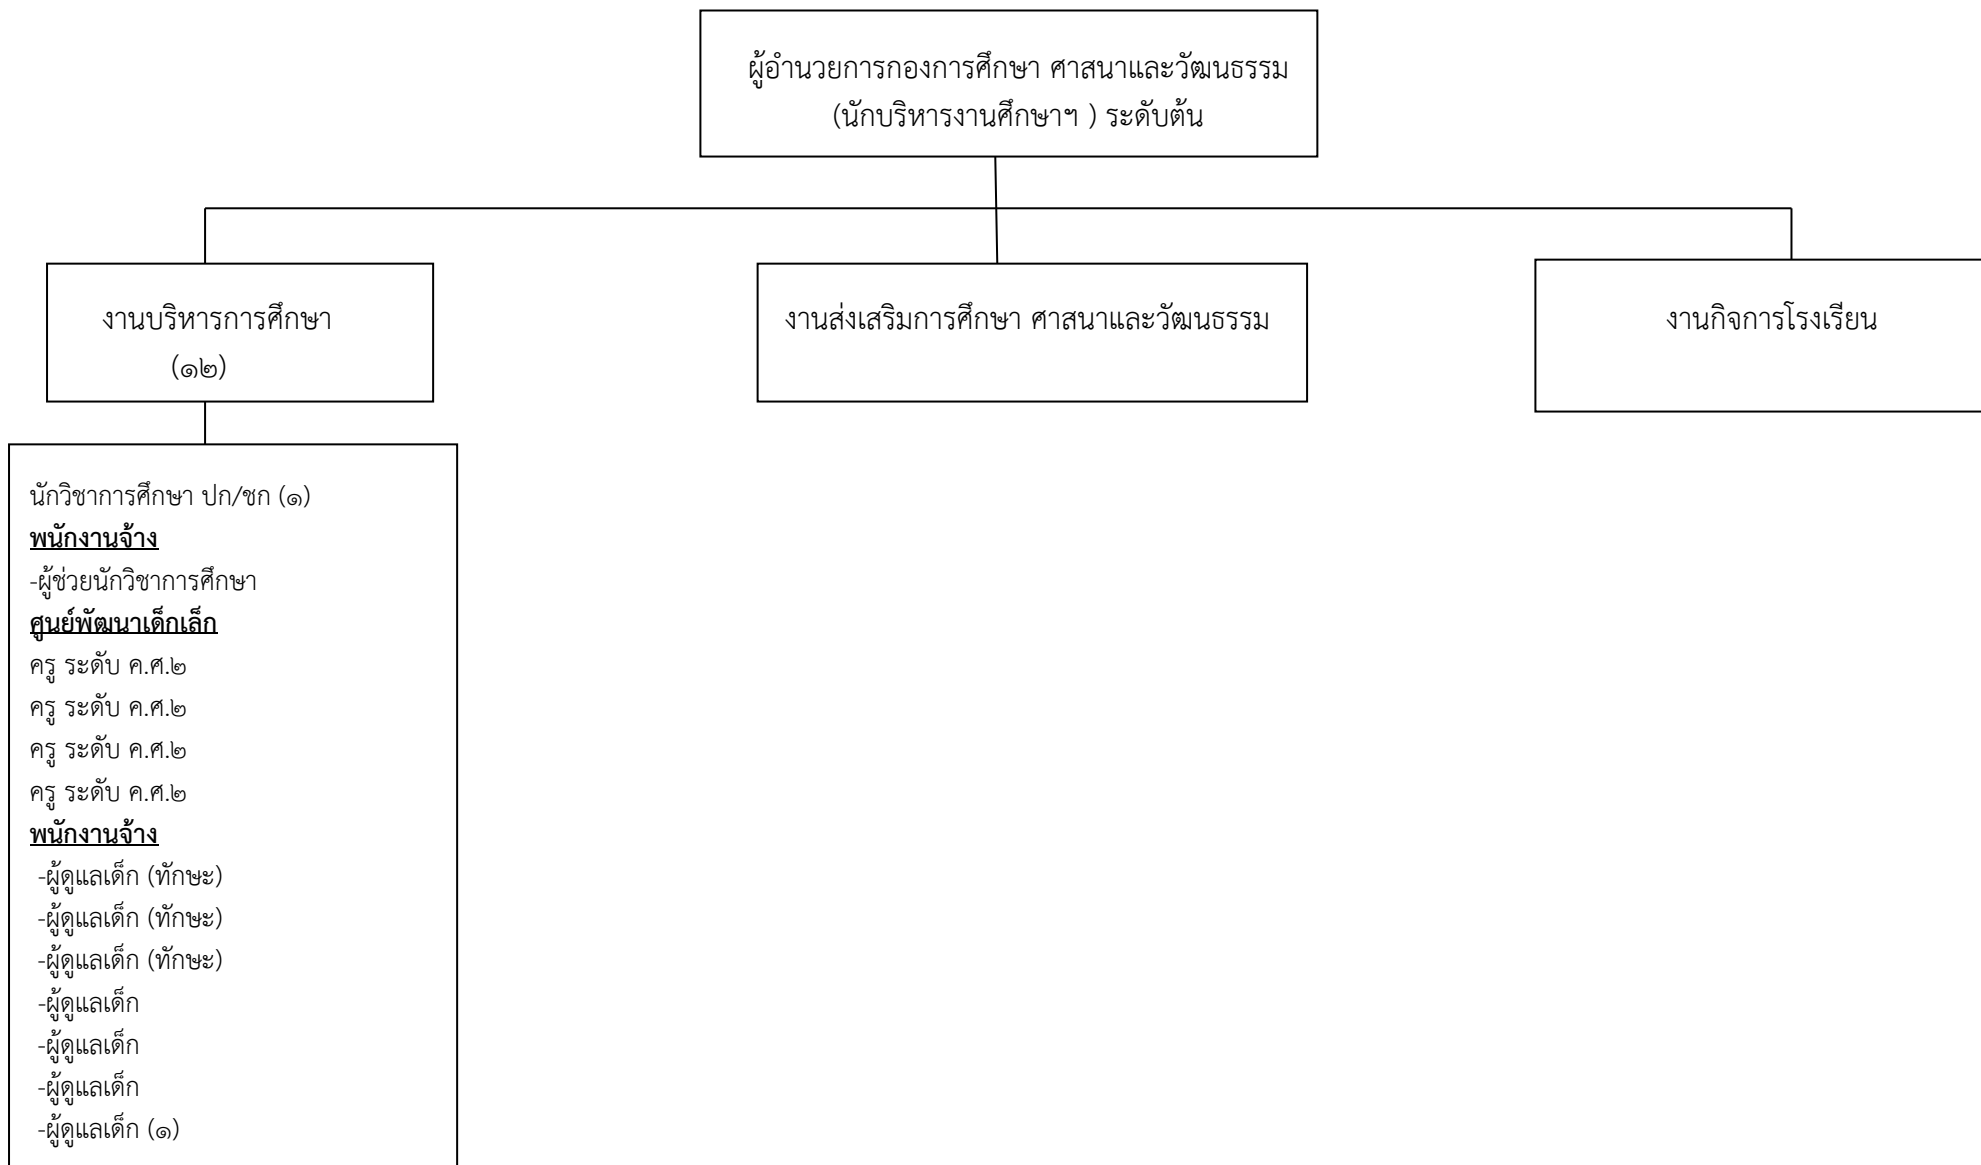 ผู้อำนวยการกองการศึกษา ศาสนาและวัฒนธรรม
(นักบริหารงานศึกษาฯ ) ระดับต้น
งานบริหารการศึกษา
(๑๒)
งานส่งเสริมการศึกษา ศาสนาและวัฒนธรรม
งานกิจการโรงเรียน
นักวิชาการศึกษา ปก/ชก (๑)
พนักงานจ้าง
-ผู้ช่วยนักวิชาการศึกษา
ศูนย์พัฒนาเด็กเล็ก
ครู ระดับ ค.ศ.๒
ครู ระดับ ค.ศ.๒
ครู ระดับ ค.ศ.๒
ครู ระดับ ค.ศ.๒
พนักงานจ้าง
-ผู้ดูแลเด็ก (ทักษะ)
-ผู้ดูแลเด็ก (ทักษะ)
-ผู้ดูแลเด็ก (ทักษะ)
-ผู้ดูแลเด็ก
-ผู้ดูแลเด็ก
-ผู้ดูแลเด็ก
-ผู้ดูแลเด็ก (๑)